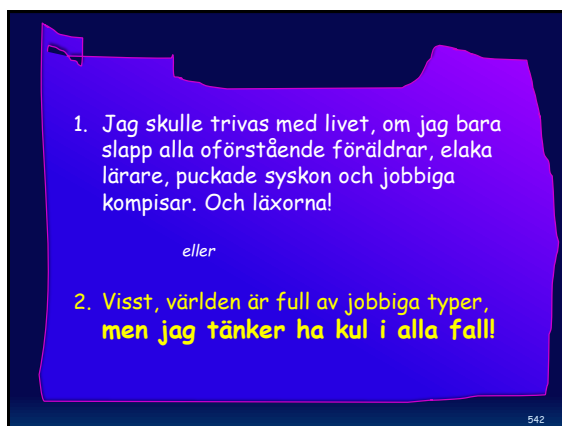 1. Jag skulle trivas med livet, om jag bara
slapp alla oförstående föräldrar, elaka
lärare, puckade syskon och jobbiga
kompisar. Och läxorna!
eller
2. Visst, världen är full av jobbiga typer,
men jag tänker ha kul i alla fall!
542